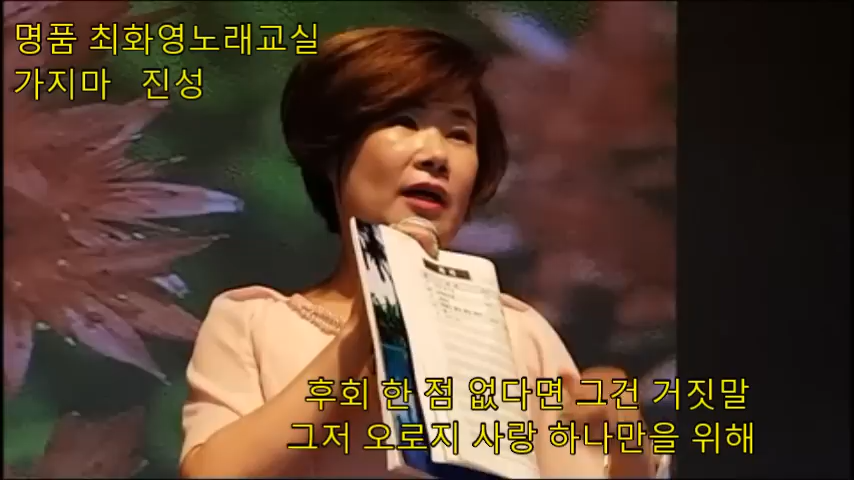 명품 최화영노래교실
가지마 진성
후회 한 점 없다면 그건 거짓말
그저 오로지 사랑 하나만을 위해